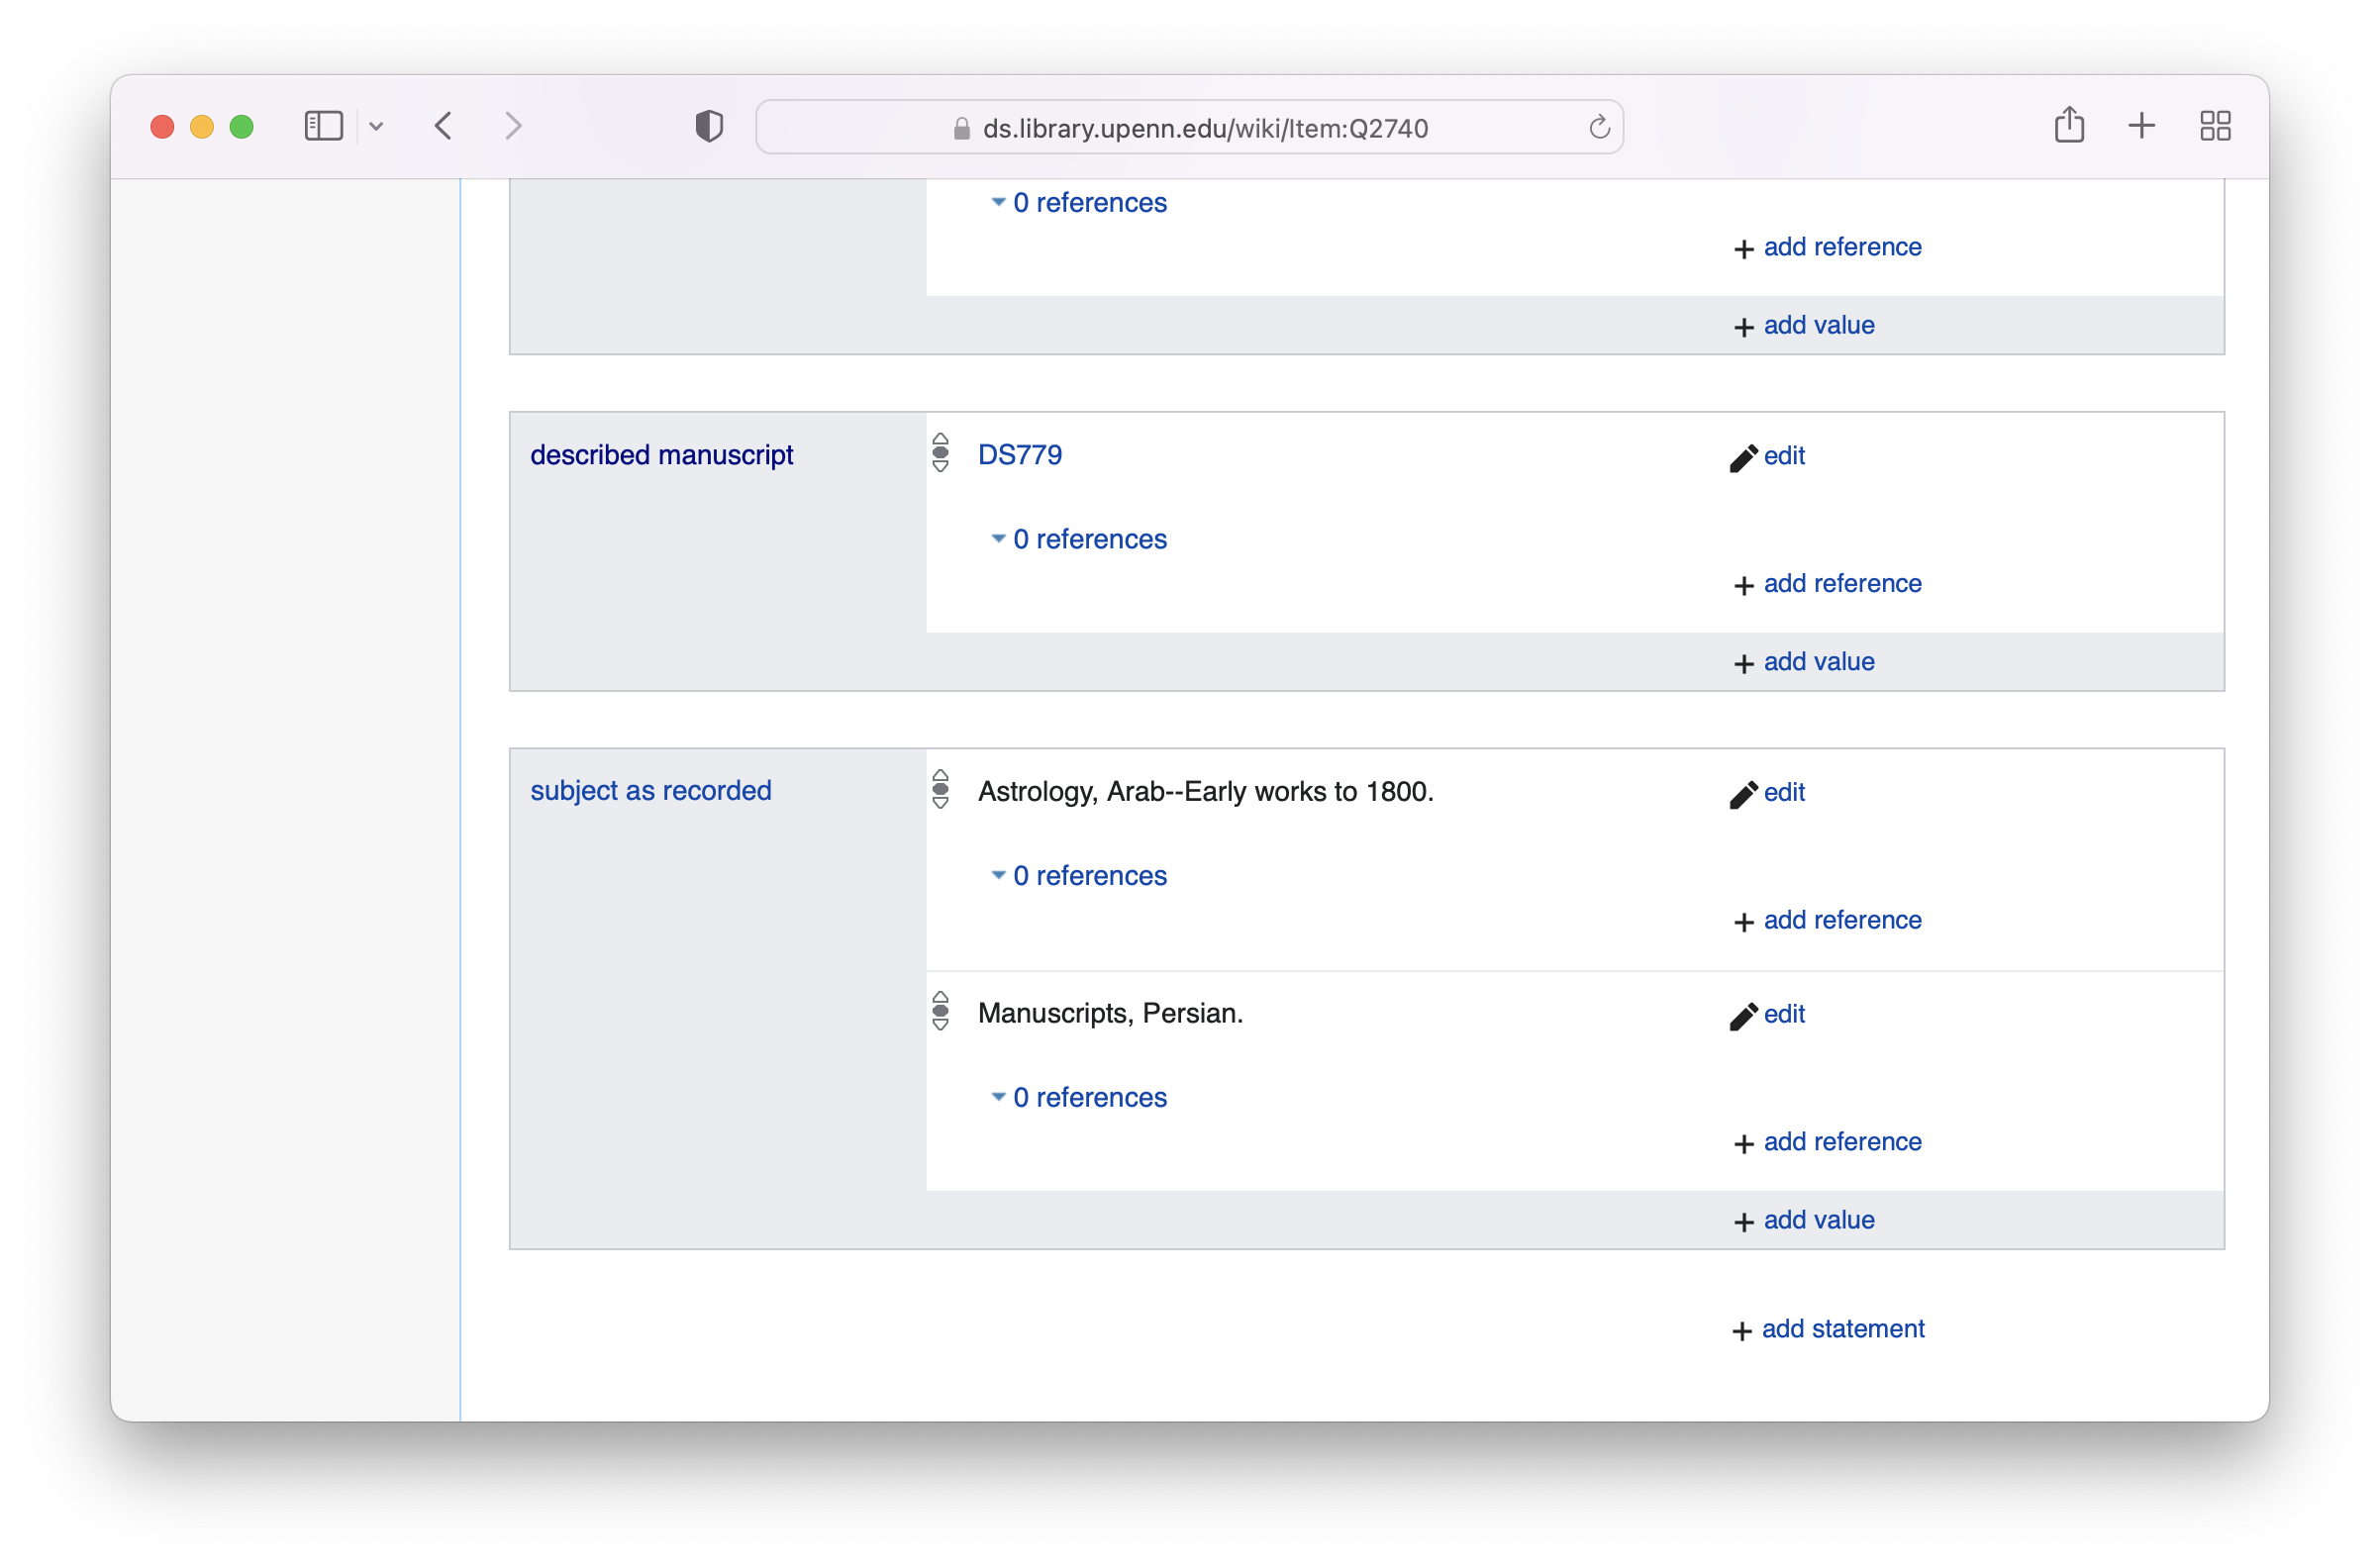 ds.library.upenn.edu/wiki/Item:Q2740
0 references
+ add reference
+ add value
described manuscript
DS779
edit
0 references
+ add reference
+ add value
subject as recorded
Astrology, Arab--Early works to 1800.
edit
0 references
+ add reference
Manuscripts, Persian.
edit
0 references
+ add reference
+ add value
+ add statement